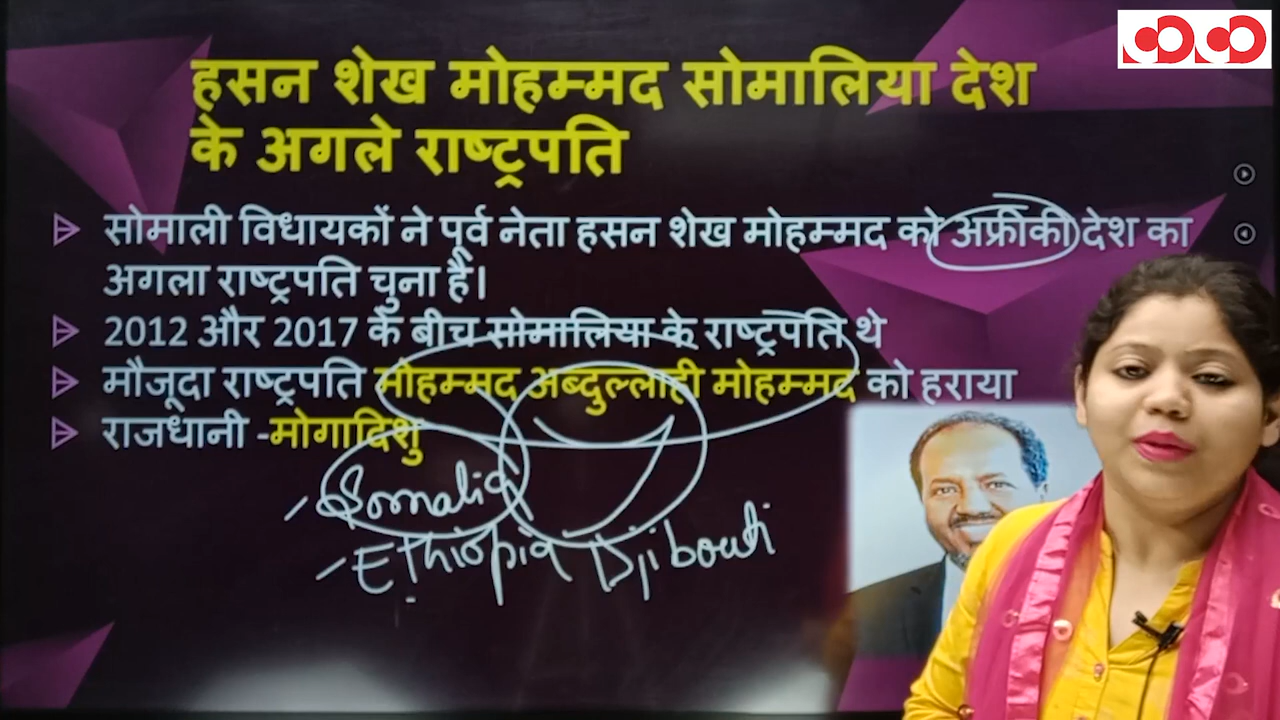 हसन शेख मोहम्मद सोमालिया देश
के अगले राष्ट्रपति
सोमाली विधायकों ने पूर्व नेता हसन शेख मोहम्मद को अफ्रीकी देश का
अगला राष्ट्रपति चुना है।
2012 और 2017 के बीच सोमालिया के राष्ट्रपति थे
मौजूदा राष्ट्रपति मोहम्मद अब्दुल्लाही मोहम्मद को हराया
राजधानी -मोगादिशु
Somalia
Ethiopia Djibouti